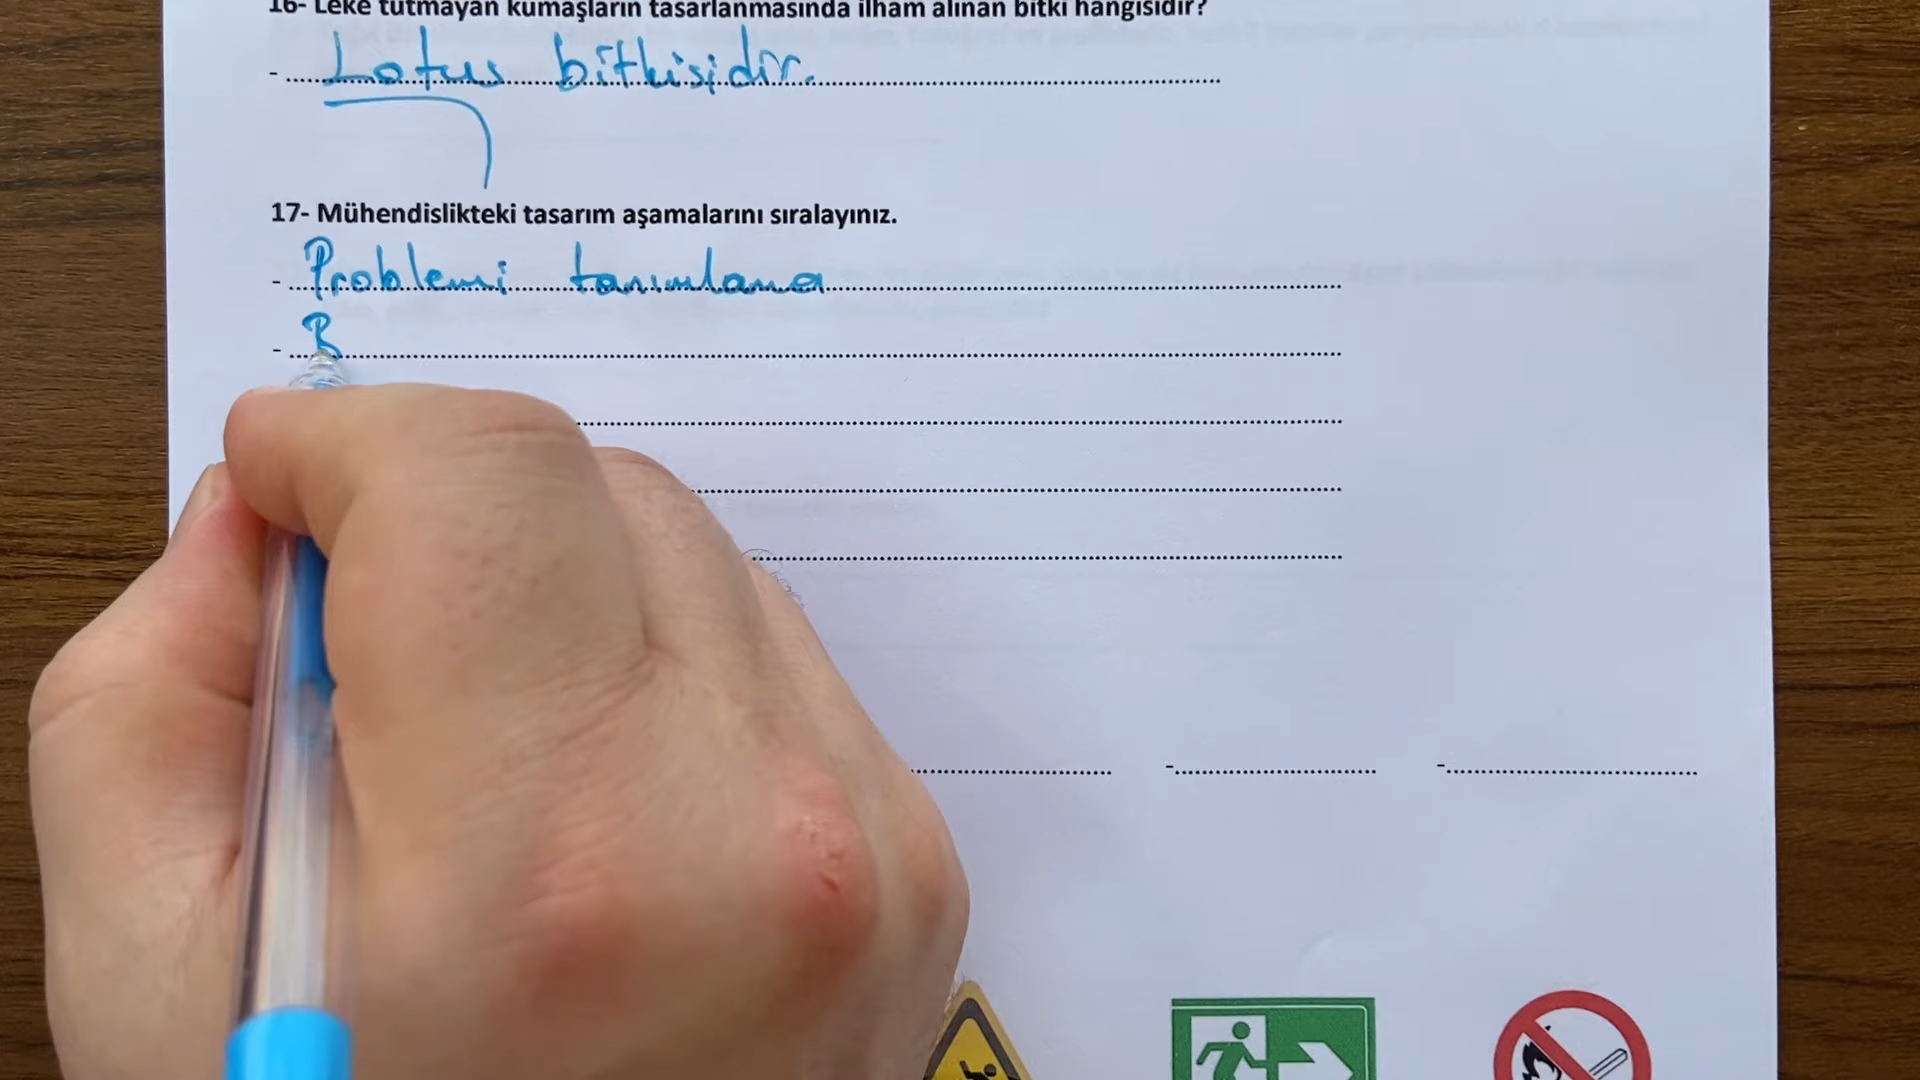 16- Leke tutmayan kumaşların tasarlanmasında ilham alınan bitki hangisidir?
- Lotus bitkisidir.
17- Mühendislikteki tasarım aşamalarını sıralayınız.
- Problemi tanımlama
- B